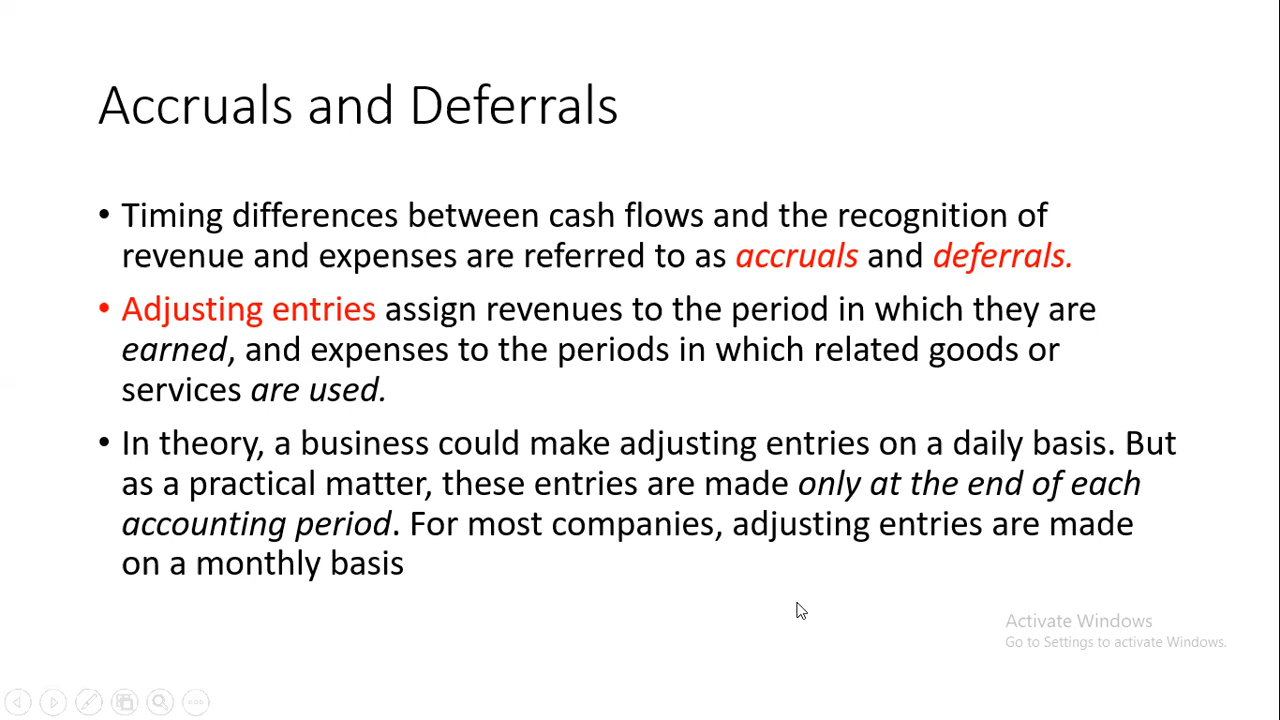 Accruals and Deferrals
• Timing differences between cash flows and the recognition of
revenue and expenses are referred to as accruals and deferrals.
• Adjusting entries assign revenues to the period in which they are
earned, and expenses to the periods in which related goods or
services are used.
• In theory, a business could make adjusting entries on a daily basis. But
as a practical matter, these entries are made only at the end of each
accounting period. For most companies, adjusting entries are made
on a monthly basis
Activate Windows
Go to Settings to activate Windows.